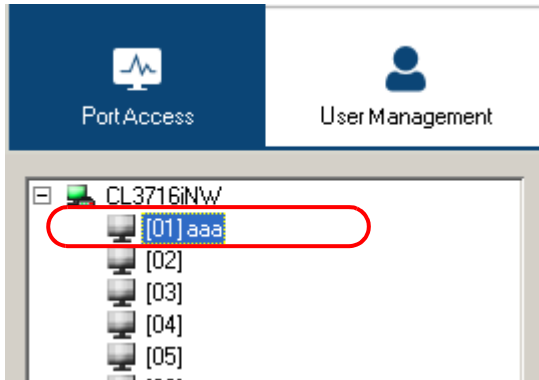 Port Access
User Management
CL3716iNW
[01] aaa
[02]
[03]
[04]
[05]